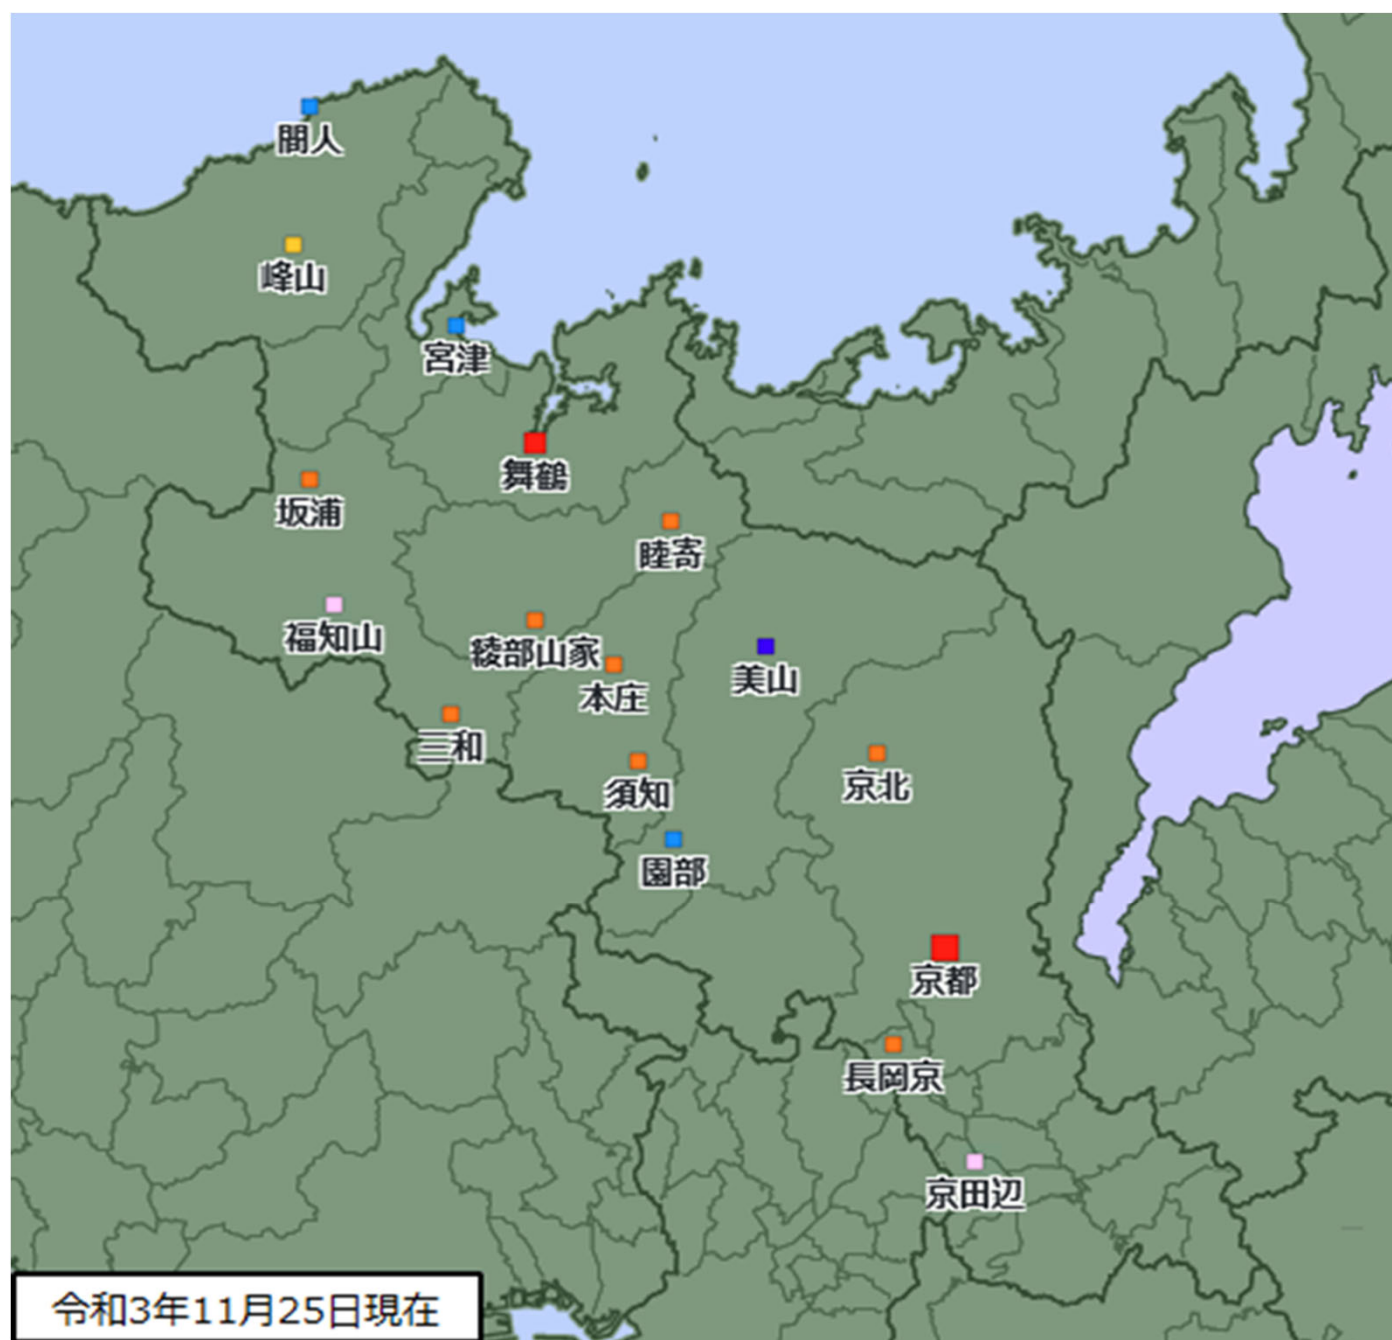 間人
峰山
宮津
舞鶴
坂浦
睦寄
福知山
綾部山家
本庄
美山
三和
須知
京北
園部
京都
長岡京
京田辺
令和3年11月25日現在